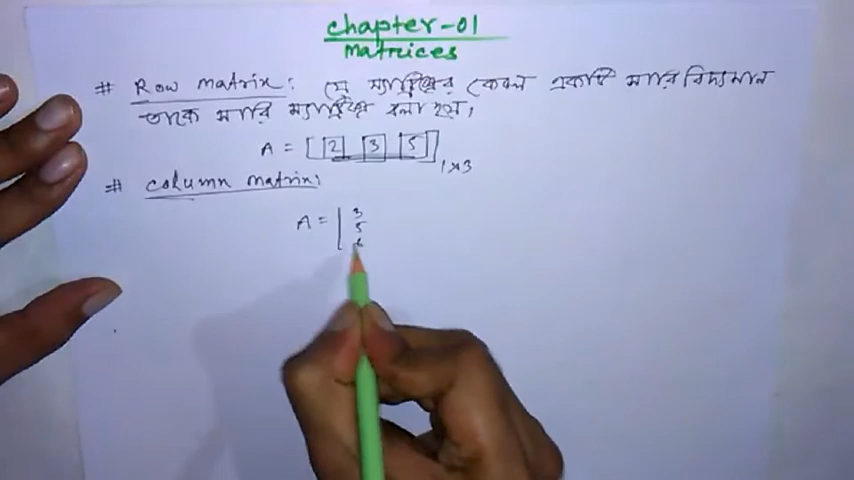 chapter-01
Matrices
# Row matrix: যে ম্যাট্রিক্সের কেবল একটি সারি বিদ্যমান
তাকে সারি ম্যাট্রিক্স বলা হয়।
A = [2 3 5]1×3
# column matrix:
A = [3
5